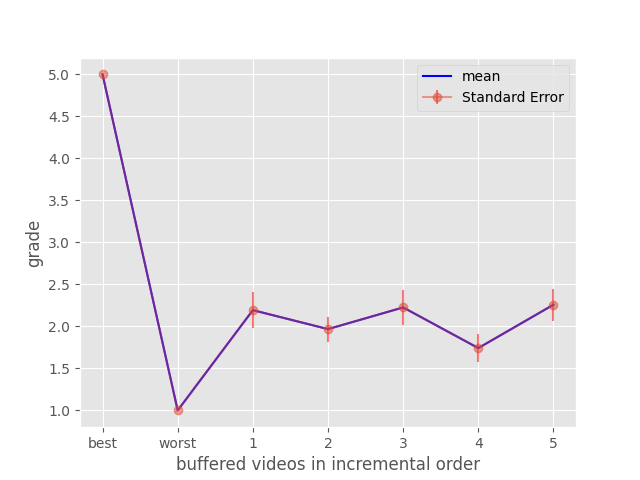 mean
Standard Error
5.0
4.5
4.0
3.5
3.0
2.5
2.0
1.5
1.0
grade
best worst 1 2 3 4 5
buffered videos in incremental order